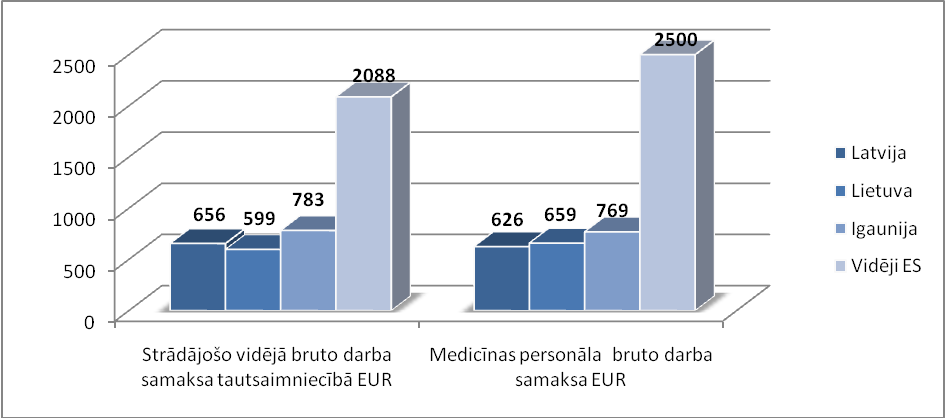 2500
2000
1500
1000
500
0
656
599
783
2088
626
659
769
2500
Strādājošo vidējā bruto darba
samaksa tautsaimniecībā EUR
Medicīnas personāla bruto darba
samaksa EUR
Latvija
Lietuva
Igaunija
Vidēji ES